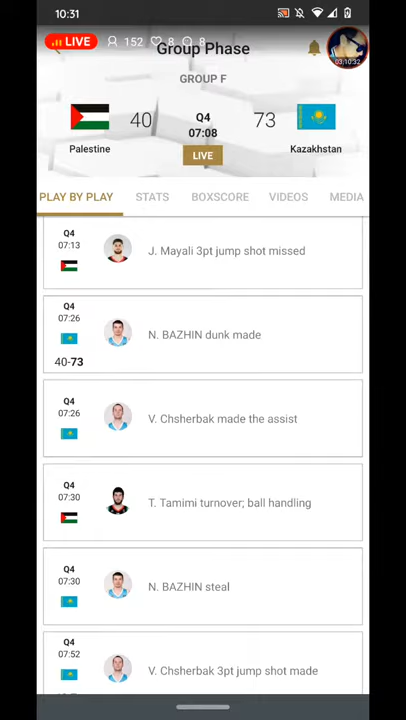 10:31
LIVE 152 8 8
Group Phase
03:10:32
GROUP F
40 Q4 73
07:08
Palestine Kazakhstan
LIVE
PLAY BY PLAY STATS BOXSCORE VIDEOS MEDIA
Q4
07:13
J. Mayali 3pt jump shot missed
Q4
07:26
N. BAZHIN dunk made
40-73
Q4
07:26
V. Chsherbak made the assist
Q4
07:30
T. Tamimi turnover; ball handling
Q4
07:30
N. BAZHIN steal
Q4
07:52
V. Chsherbak 3pt jump shot made